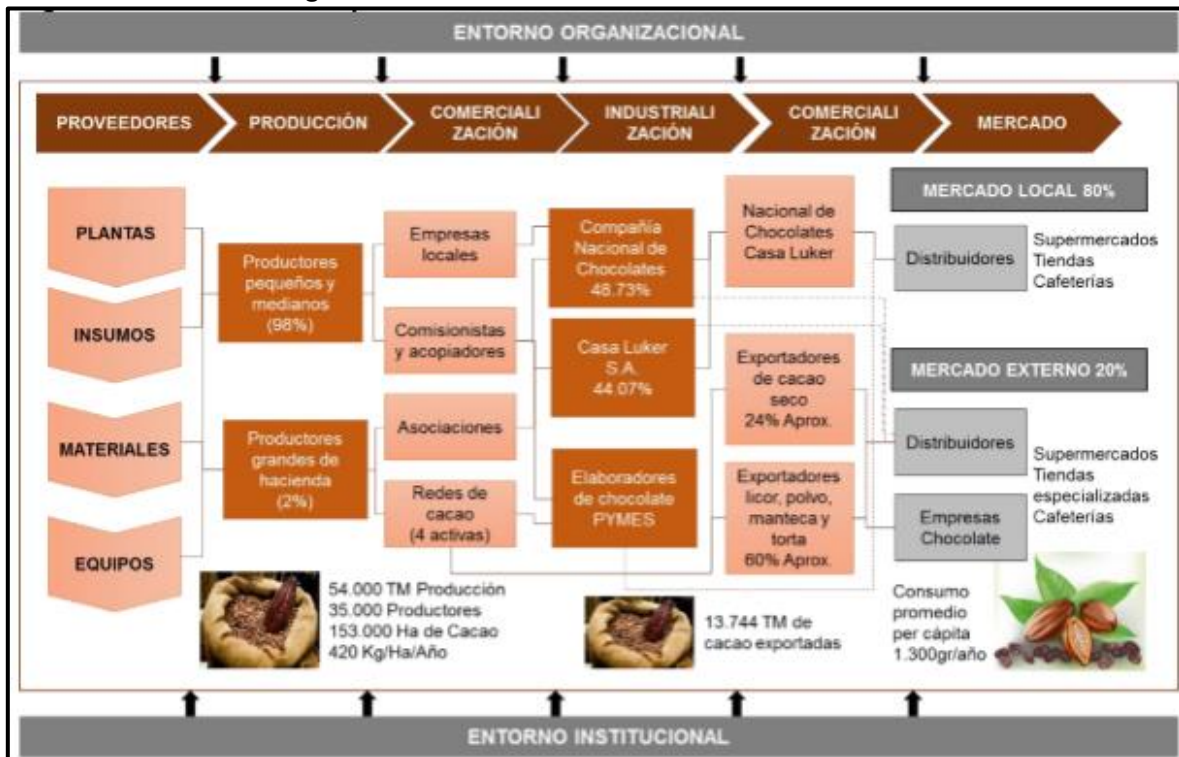 ENTORNO ORGANIZACIONAL
PROVEEDORES
PRODUCCIÓN
COMERCIALI
ZACIÓN
INDUSTRIALI
ZACIÓN
COMERCIALI
ZACIÓN
MERCADO
PLANTAS
INSUMOS
MATERIALES
EQUIPOS
Productores
pequeños y
medianos
(98%)
Productores
grandes de
hacienda
(2%)
Empresas
locales
Comisionistas
y acopiadores
Asociaciones
Redes de
cacao
(4 activas)
Compañía
Nacional de
Chocolates
48.73%
Casa Luker
S.A.
44.07%
Elaboradores
de chocolate
PYMES
Nacional de
Chocolates
Casa Luker
Exportadores
de cacao
seco
24% Aprox.
Exportadores
licor, polvo,
manteca y
torta
60% Aprox.
MERCADO LOCAL 80%
Distribuidores
Supermercados
Tiendas
Cafeterías
MERCADO EXTERNO 20%
Distribuidores
Empresas
Chocolate
Supermercados
Tiendas
especializadas
Cafeterías
54.000 TM Producción
35.000 Productores
153.000 Ha de Cacao
420 Kg/Ha/Año
13.744 TM de
cacao exportadas
Consumo
promedio
per cápita
1.300gr/año
ENTORNO INSTITUCIONAL